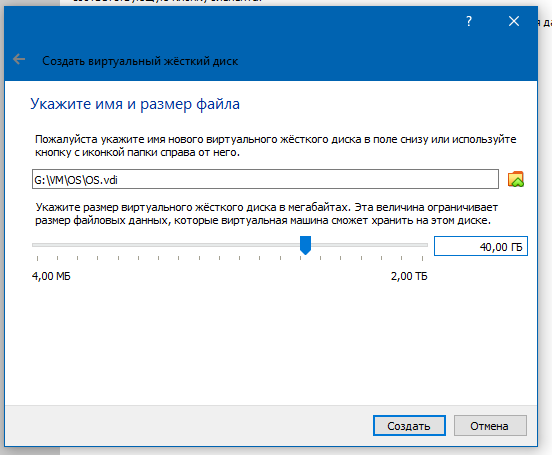 ?
Создать виртуальный жёсткий диск
Укажите имя и размер файла
Пожалуйста укажите имя нового виртуального жёсткого диска в поле снизу или используйте
кнопку с иконкой папки справа от него.
G:\VM\OS\OS.vdi
Укажите размер виртуального жёсткого диска в мегабайтах. Эта величина ограничивает
размер файловых данных, которые виртуальная машина сможет хранить на этом диске.
40,00 ГБ
4,00 МБ
2,00 ТБ
Создать
Отмена